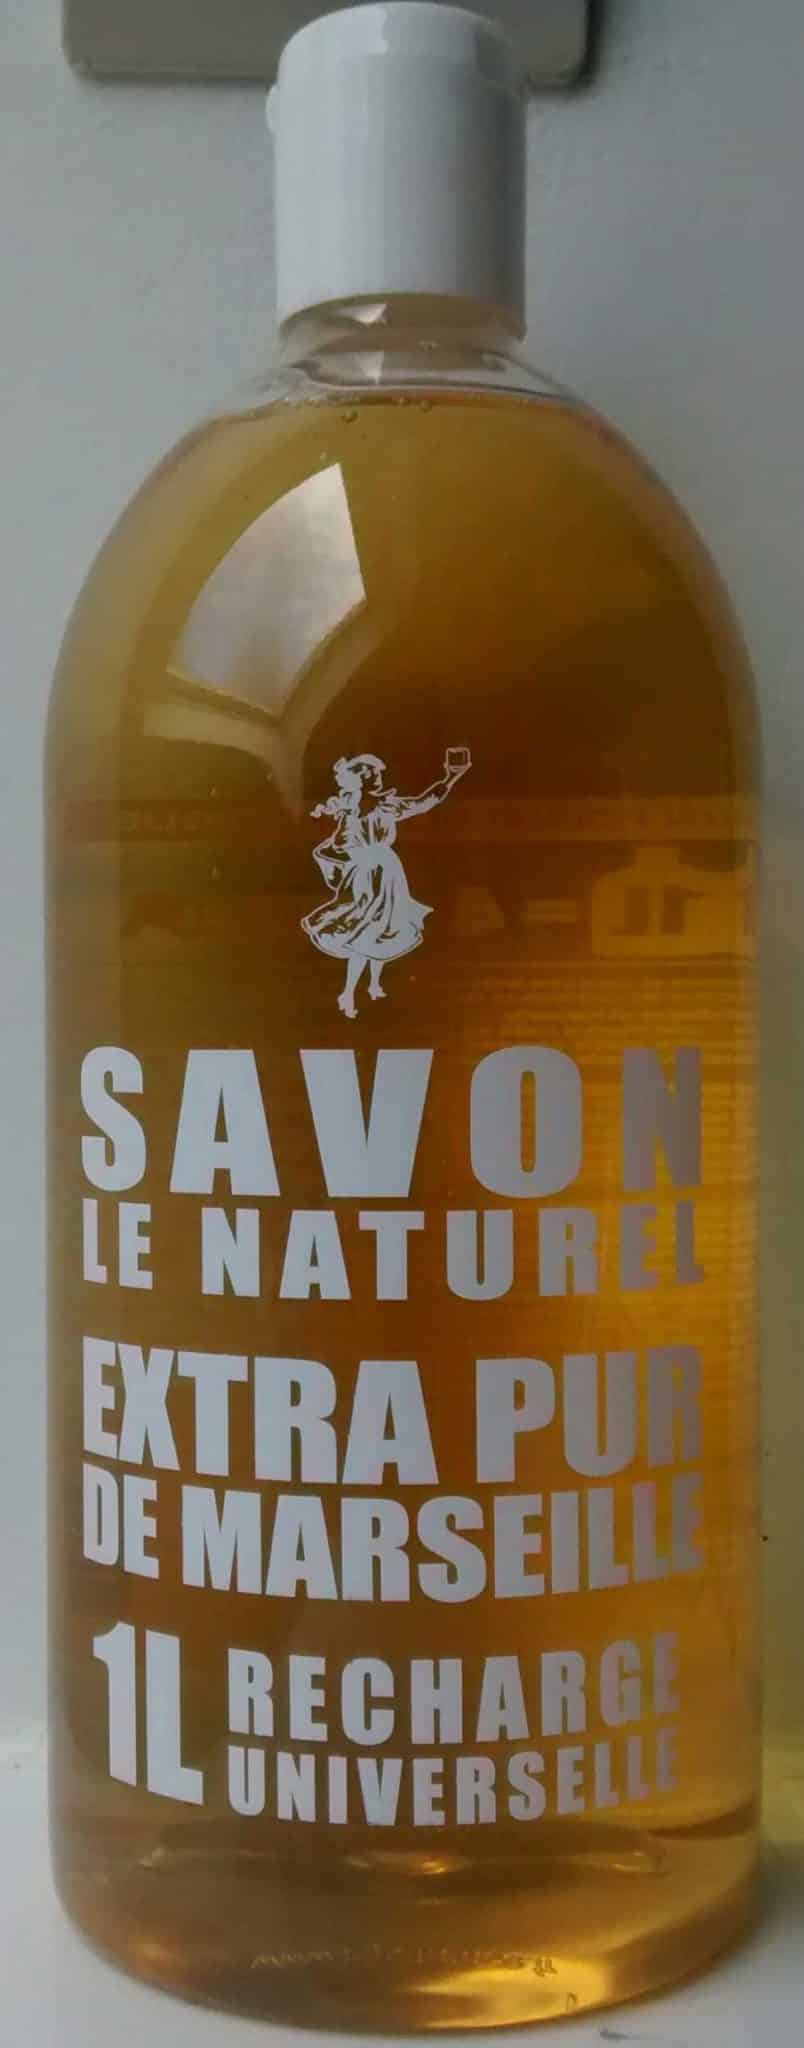 SAVON
LE NATUREL
EXTRA PUR
DE MARSEILLE
1L RECHARGE
UNIVERSELLE